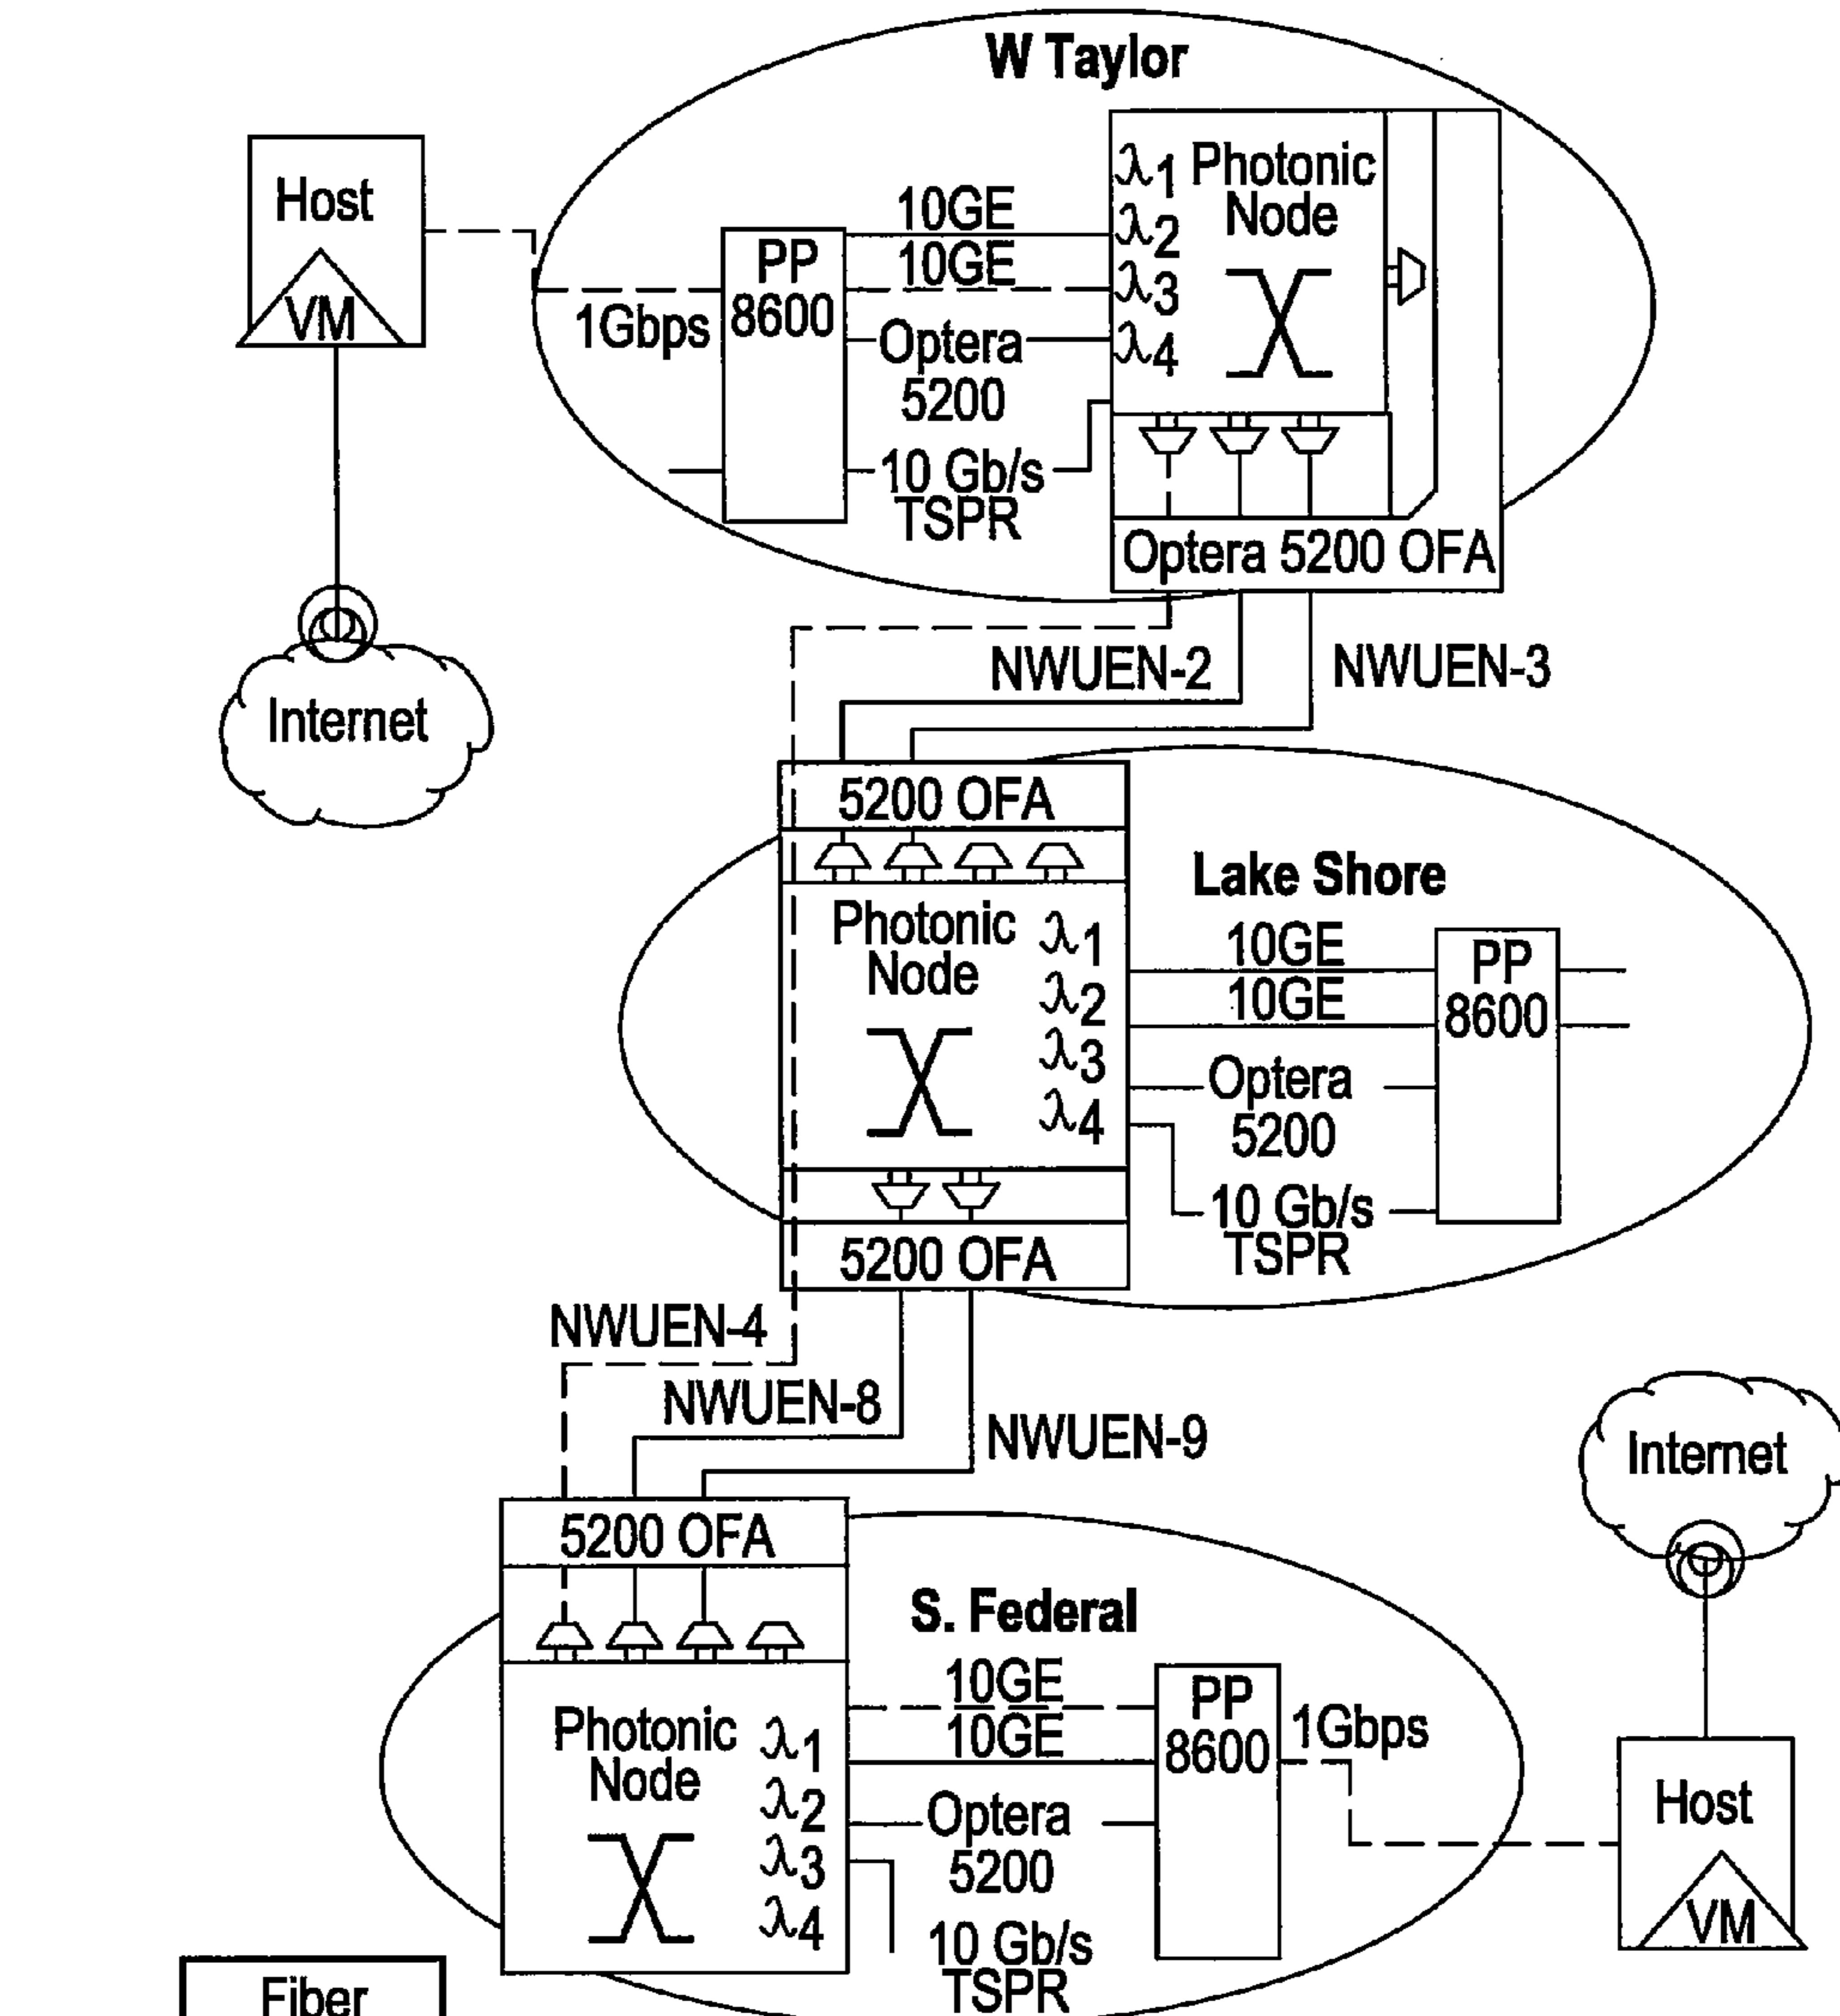 W Taylor
Host
VM
Internet
1Gbps
PP
8600
10GE
10GE
Optera
5200
10 Gb/s
TSPR
λ1
λ2
λ3
λ4
Photonic
Node
Optera 5200 OFA
NWUEN-2
NWUEN-3
5200 OFA
Lake Shore
Photonic
Node
λ1
λ2
λ3
λ4
10GE
10GE
Optera
5200
10 Gb/s
TSPR
PP
8600
5200 OFA
NWUEN-4
NWUEN-8
NWUEN-9
Internet
5200 OFA
S. Federal
Photonic
Node
λ1
λ2
λ3
λ4
10GE
10GE
Optera
5200
10 Gb/s
TSPR
PP
8600
1Gbps
Host
VM
Fiber